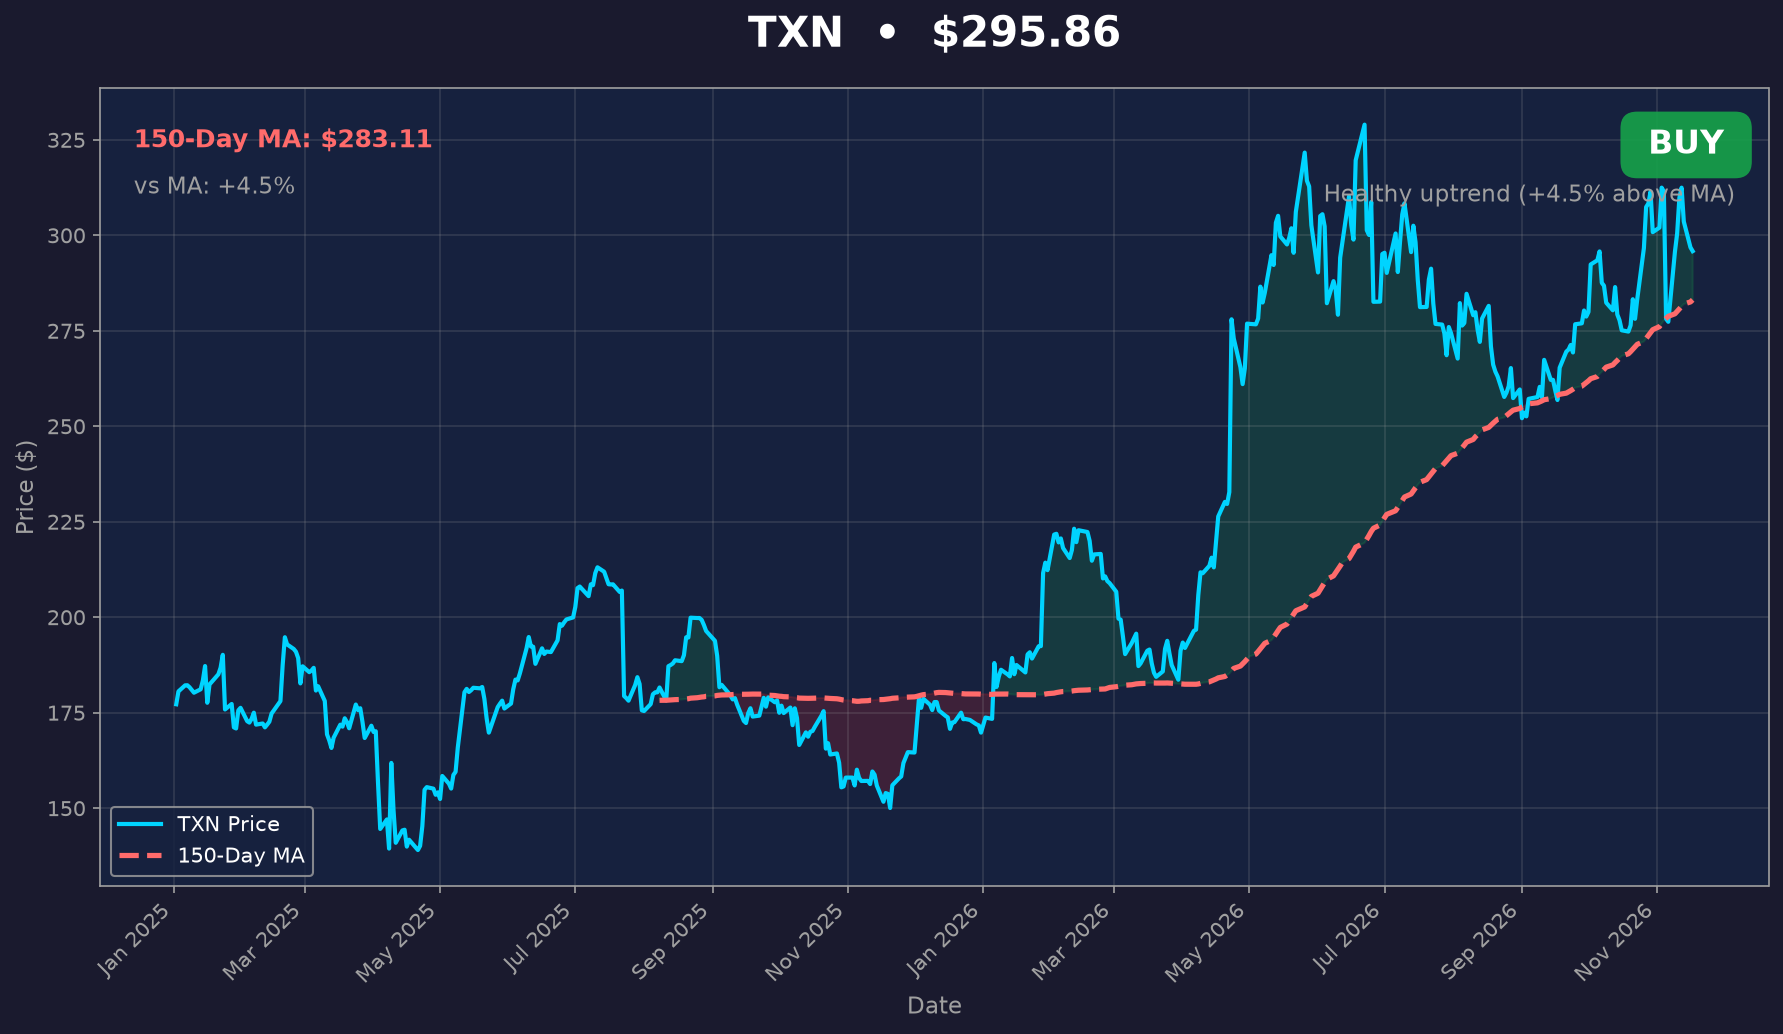 TXN • $295.86
150-Day MA: $283.11
vs MA: +4.5%
BUY
Healthy uptrend (+4.5% above MA)
325
300
275
250
225
200
175
150
Price ($)
TXN Price
150-Day MA
Jan 2025
Mar 2025
May 2025
Jul 2025
Sep 2025
Nov 2025
Jan 2026
Mar 2026
May 2026
Jul 2026
Sep 2026
Nov 2026
Date